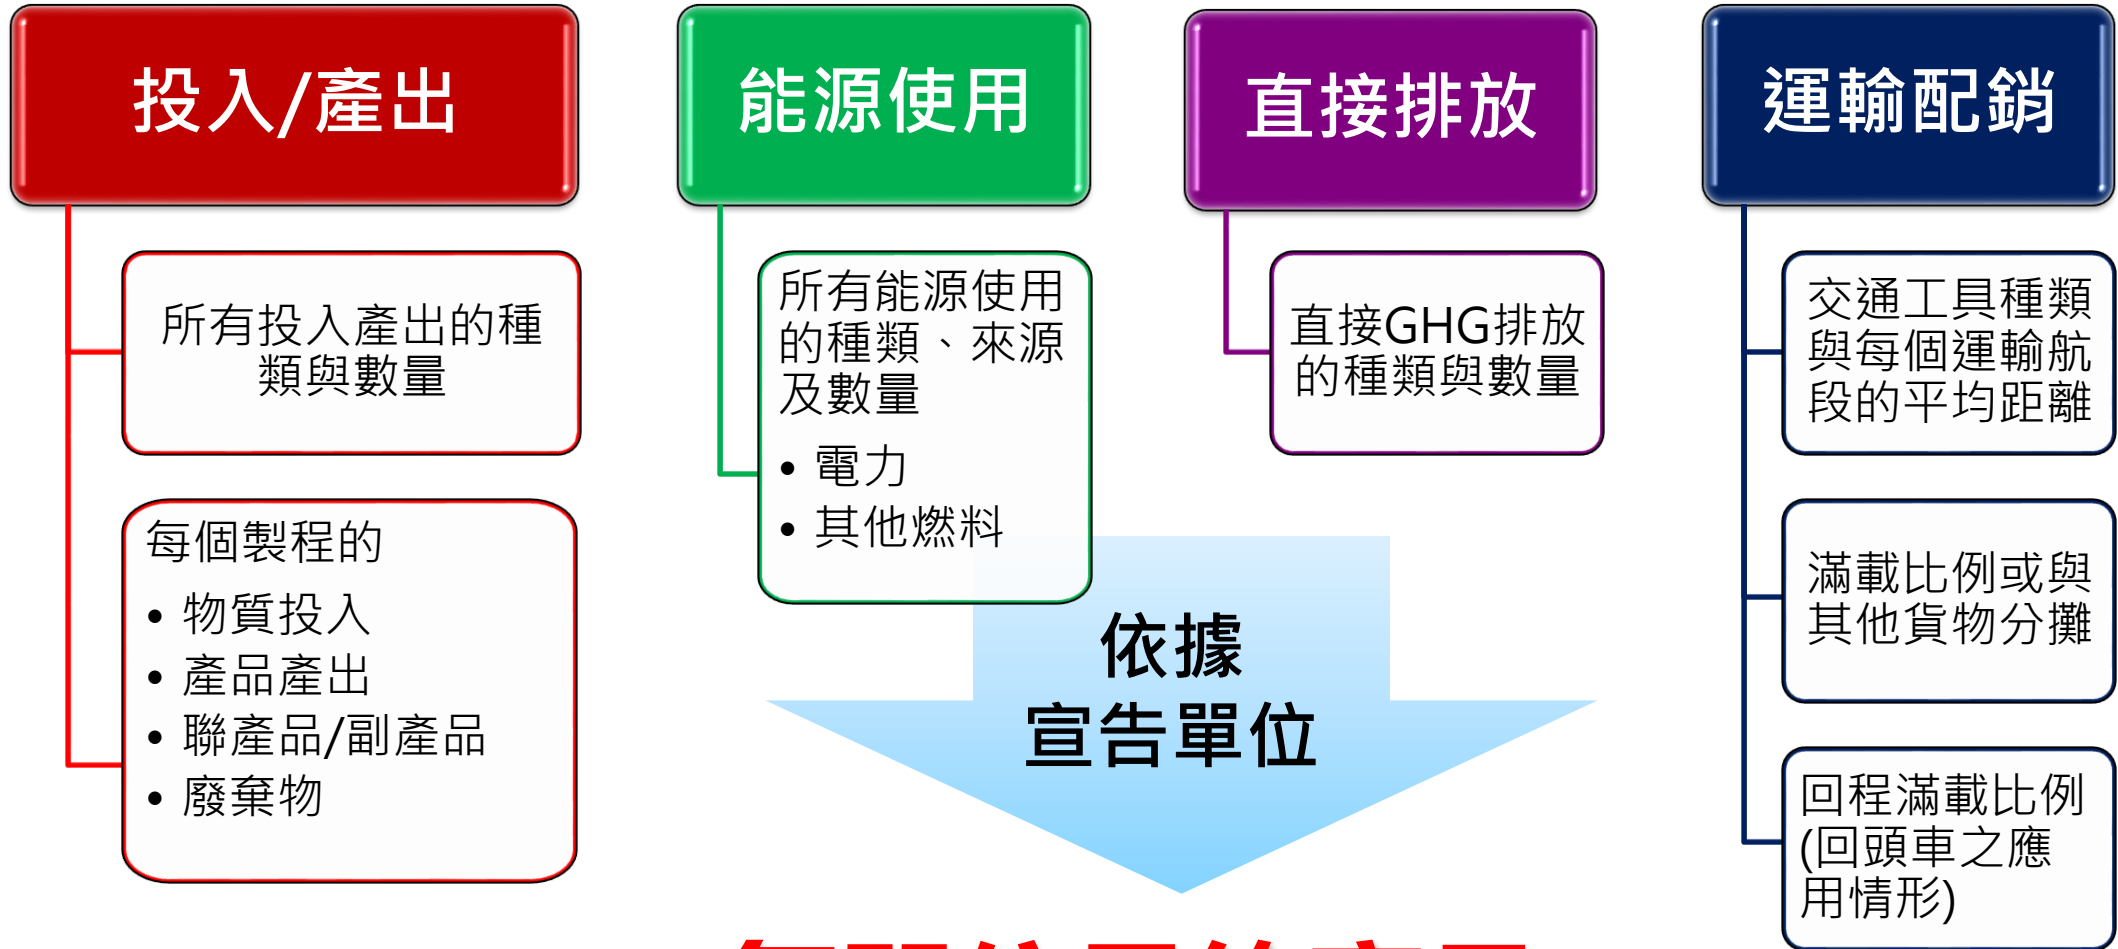 投入/產出
所有投入產出的種
類與數量
每個製程的
• 物質投入
• 產品產出
• 聯產品/副產品
• 廢棄物
能源使用
所有能源使用
的種類、來源
及數量
• 電力
• 其他燃料
直接排放
直接GHG排放
的種類與數量
運輸配銷
交通工具種類
與每個運輸航
段的平均距離
滿載比例或與
其他貨物分攤
回程滿載比例
(回頭車之應
用情形)
依據
宣告單位